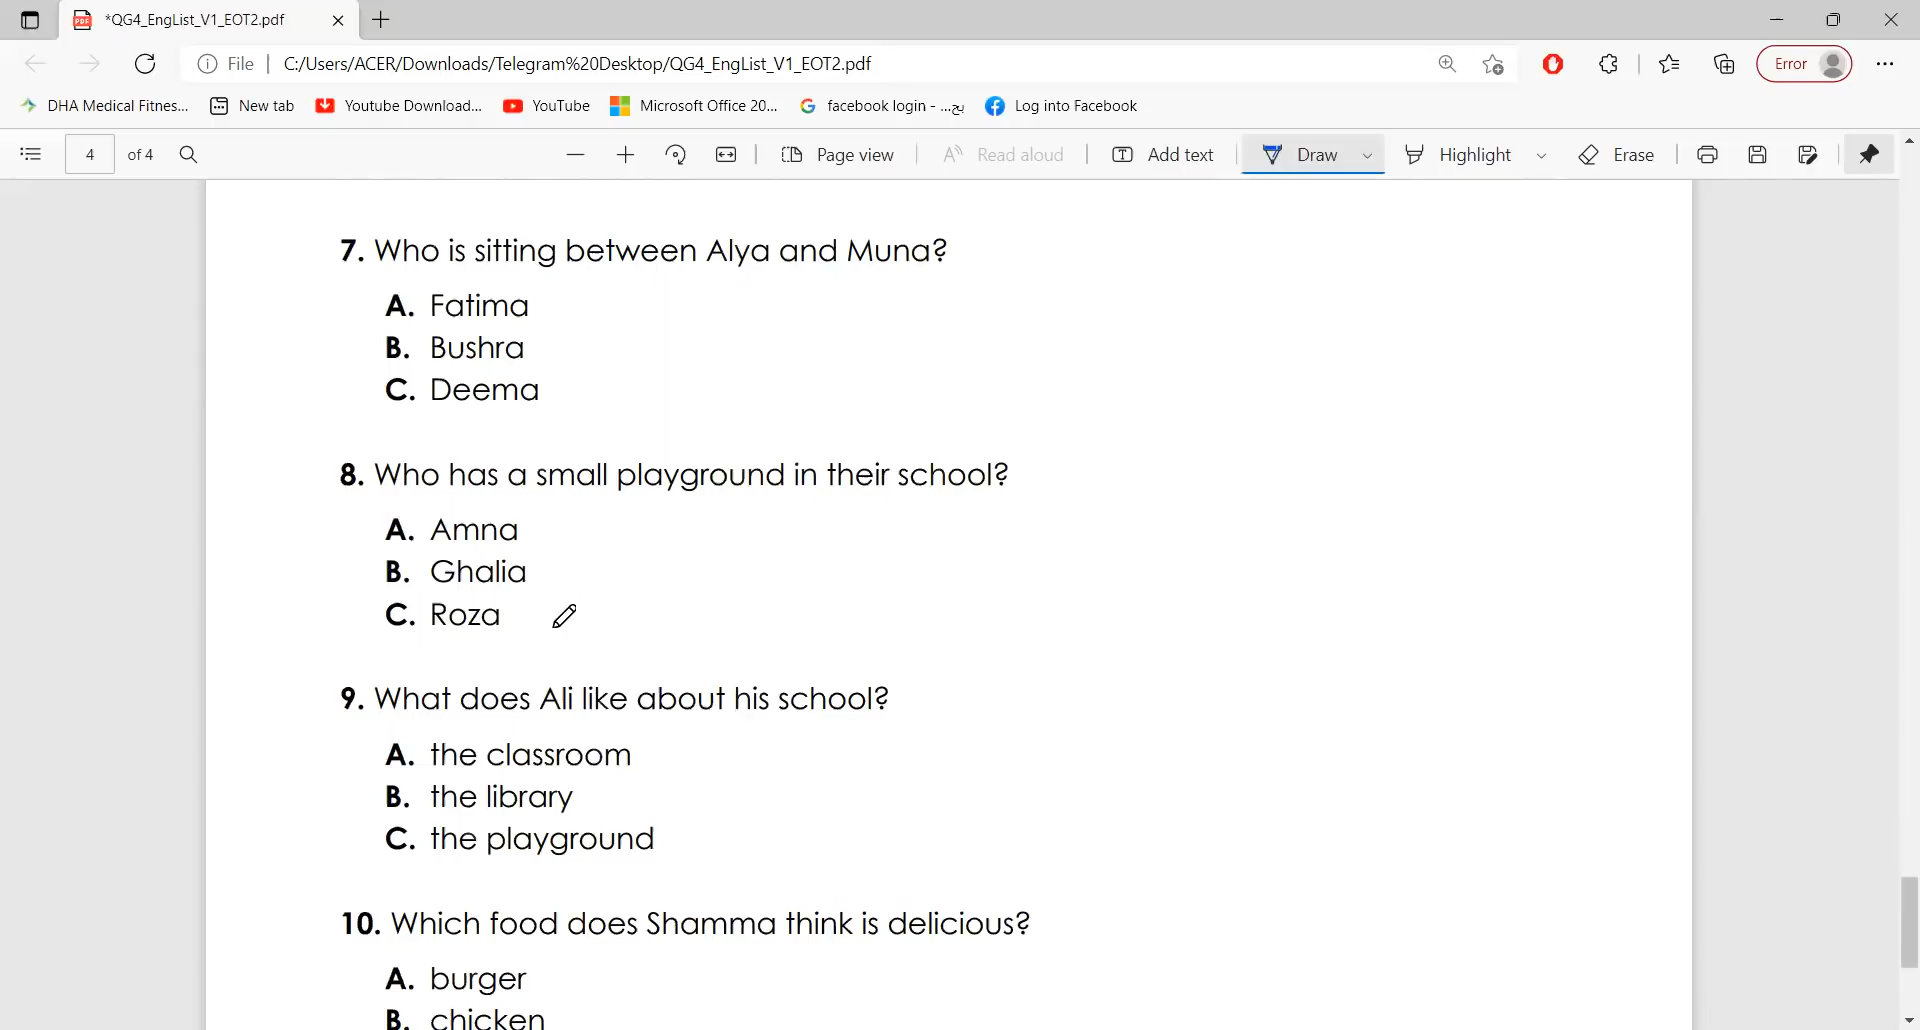 *QG4_EngList_V1_EOT2.pdf
File C:/Users/ACER/Downloads/Telegram%20Desktop/QG4_EngList_V1_EOT2.pdf Error
DHA Medical Fitnes... New tab Youtube Download... YouTube Microsoft Office 20... facebook login - ...بح Log into Facebook
4 of 4 Page view Read aloud Add text Draw Highlight Erase
7. Who is sitting between Alya and Muna?
A. Fatima
B. Bushra
C. Deema
8. Who has a small playground in their school?
A. Amna
B. Ghalia
C. Roza
9. What does Ali like about his school?
A. the classroom
B. the library
C. the playground
10. Which food does Shamma think is delicious?
A. burger
B. chicken